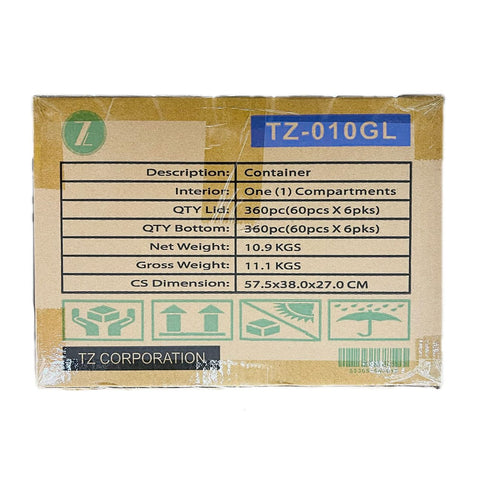 Z
TZ-010GL
Description: Container
Interior: One (1) Compartments
QTY Lid: 360pc(60pcs X 6pks)
QTY Bottom: 360pc(60pcs X 6pks)
Net Weight: 10.9 KGS
Gross Weight: 11.1 KGS
CS Dimension: 57.5x38.0x27.0 CM
TZ CORPORATION